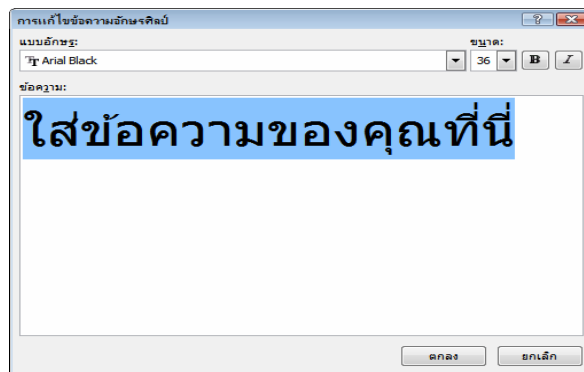 การแก้ไขข้อความอักษรศิลป์
แบบอักษร: ขนาด:
Arial Black 36 B I
ข้อความ:
ใส่ข้อความของคุณที่นี่
ตกลง ยกเลิก